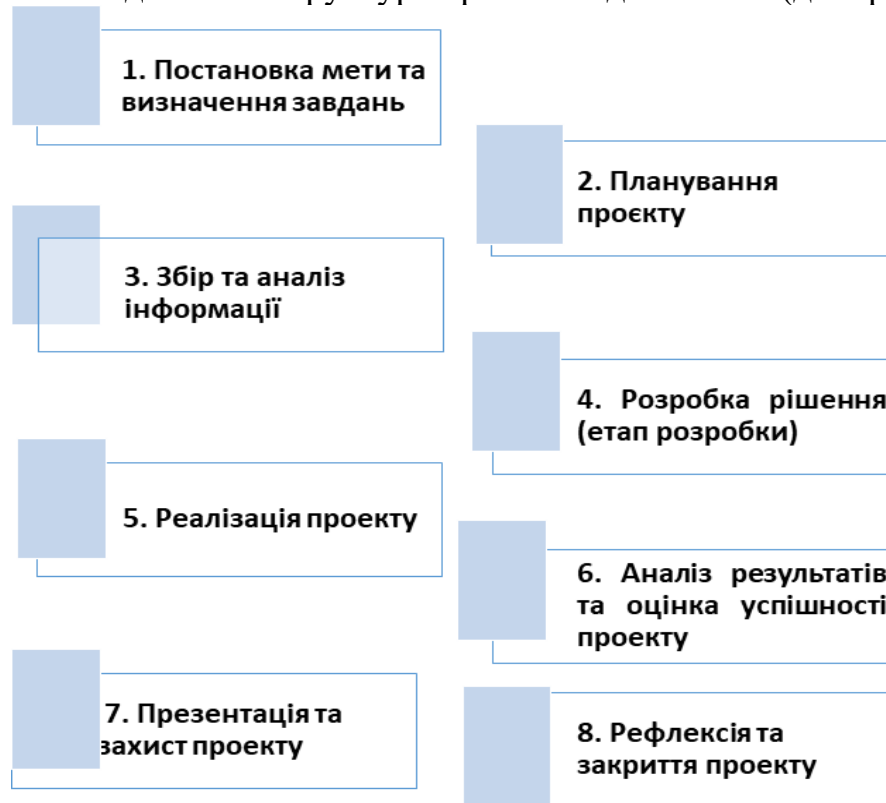 1. Постановка мети та
визначення завдань
2. Планування
проєкту
3. Збір та аналіз
інформації
4. Розробка рішення
(етап розробки)
5. Реалізація проекту
6. Аналіз результатів
та оцінка успішності
проекту
7. Презентація та
захист проекту
8. Рефлексія та
закриття проекту